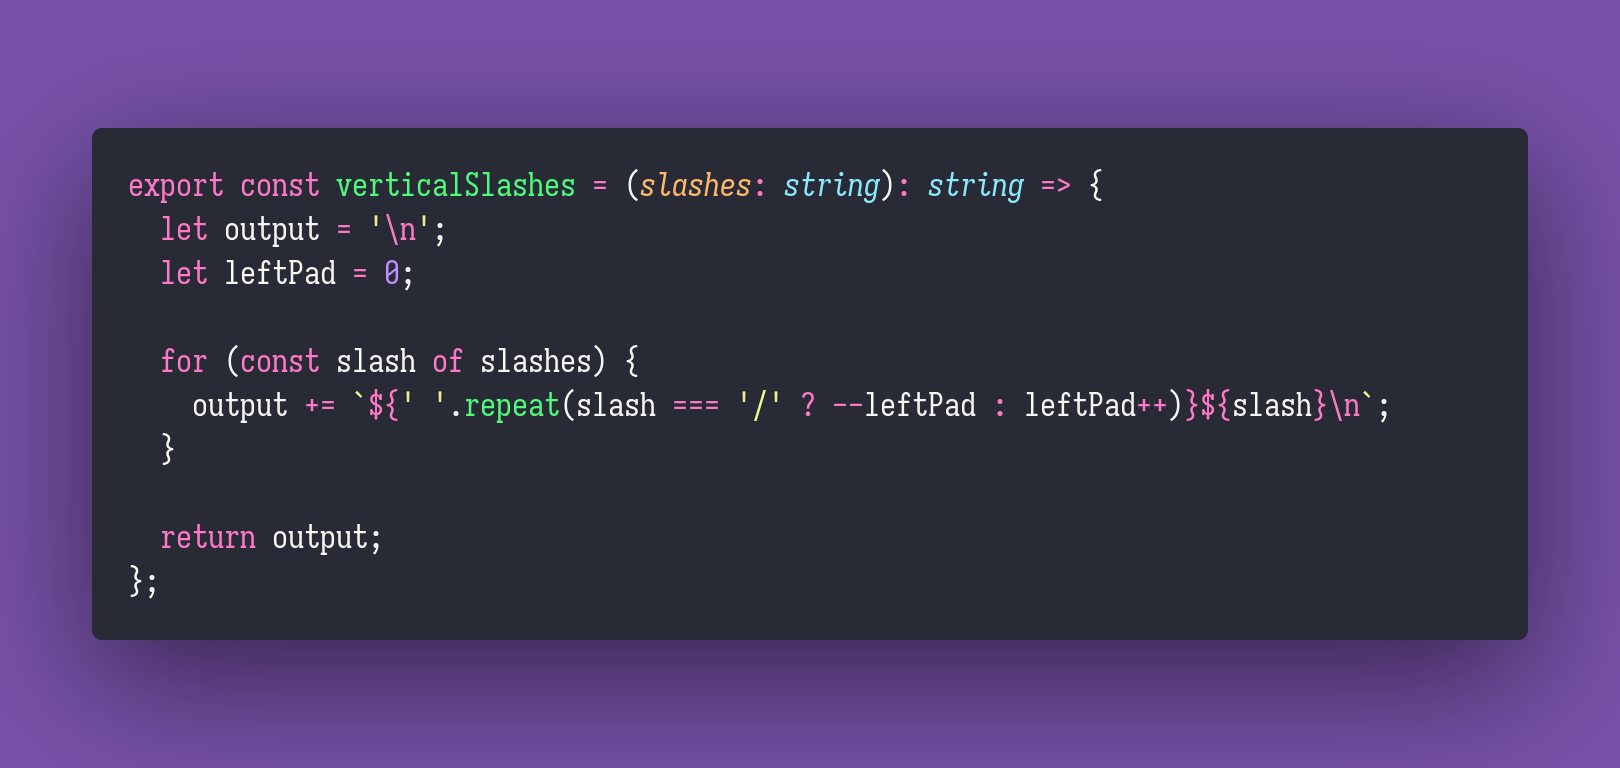 export const verticalSlashes = (slashes: string): string => {
  let output = '\n';
  let leftPad = 0;

  for (const slash of slashes) {
    output += `${' '.repeat(slash === '/' ? --leftPad : leftPad++)}${slash}\n`;
  }

  return output;
};